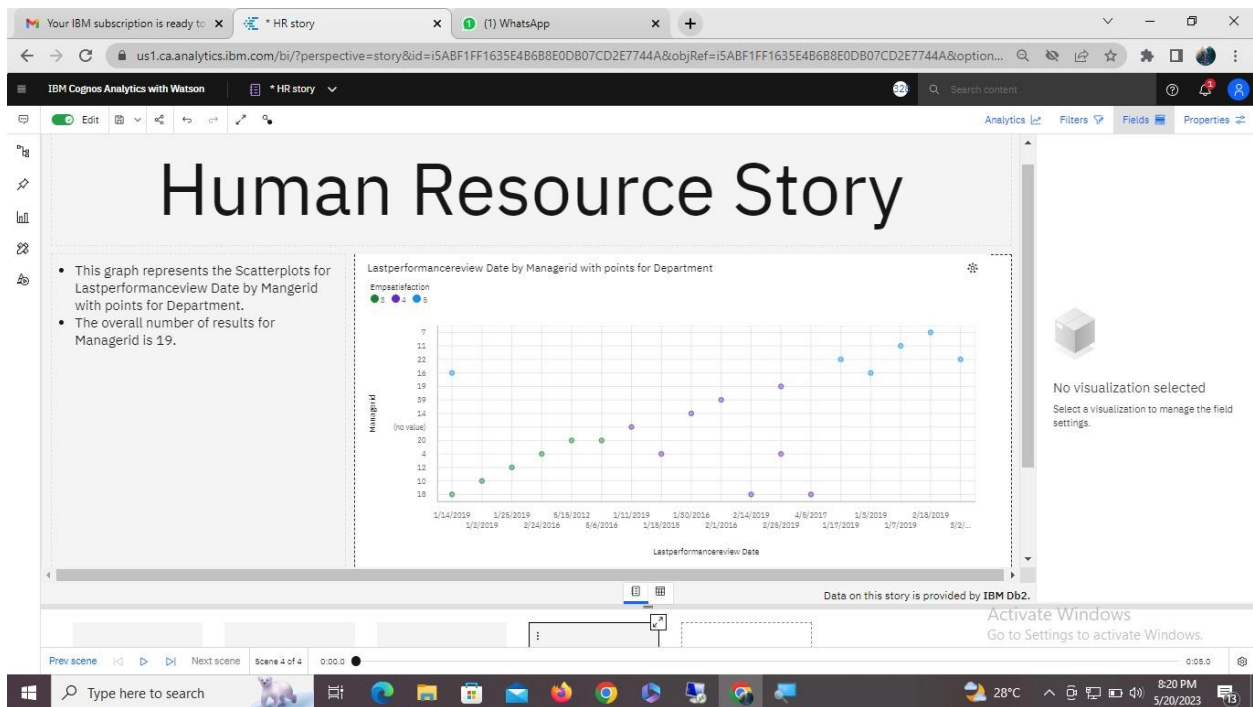 Your IBM subscription is ready to
* HR story
(1) WhatsApp
us1.ca.analytics.ibm.com/bi/?perspective=story&id=i5ABF1FF1635E4B6B8E0DB07CD2E7744A&objRef=i5ABF1FF1635E4B6B8E0DB07CD2E7744A&option...
IBM Cognos Analytics with Watson
* HR story
Search content
1
Edit
Analytics
Filters
Fields
Properties
Human Resource Story
• This graph represents the Scatterplots for
Lastperformanceview Date by Mangerid
with points for Department.
• The overall number of results for
Managerid is 19.
Lastperformancereview Date by Managerid with points for Department
Empsatisfaction
3 4 5
Managerid
7
11
22
16
19
39
14
(no value)
20
4
12
10
18
1/14/2019 1/25/2019 5/15/2012 1/11/2019 1/30/2016 2/14/2019 4/5/2017 1/3/2019 2/18/2019
1/2/2019 2/24/2016 5/6/2016 1/18/2015 2/1/2016 2/25/2019 1/17/2019 1/7/2019 5/2/...
Lastperformancereview Date
No visualization selected
Select a visualization to manage the field
settings.
Data on this story is provided by IBM Db2.
Activate Windows
Go to Settings to activate Windows.
Prev scene
Next scene
Scene 4 of 4
0:00.0
0:05.0
Type here to search
28°C
8:20 PM
5/20/2023
13